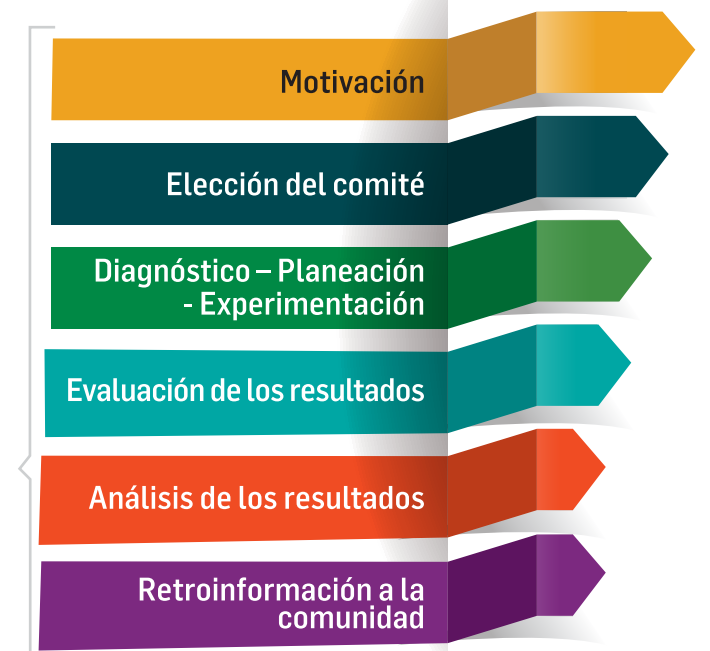 Motivación
Elección del comité
Diagnóstico – Planeación
- Experimentación
Evaluación de los resultados
Análisis de los resultados
Retroinformación a la
comunidad